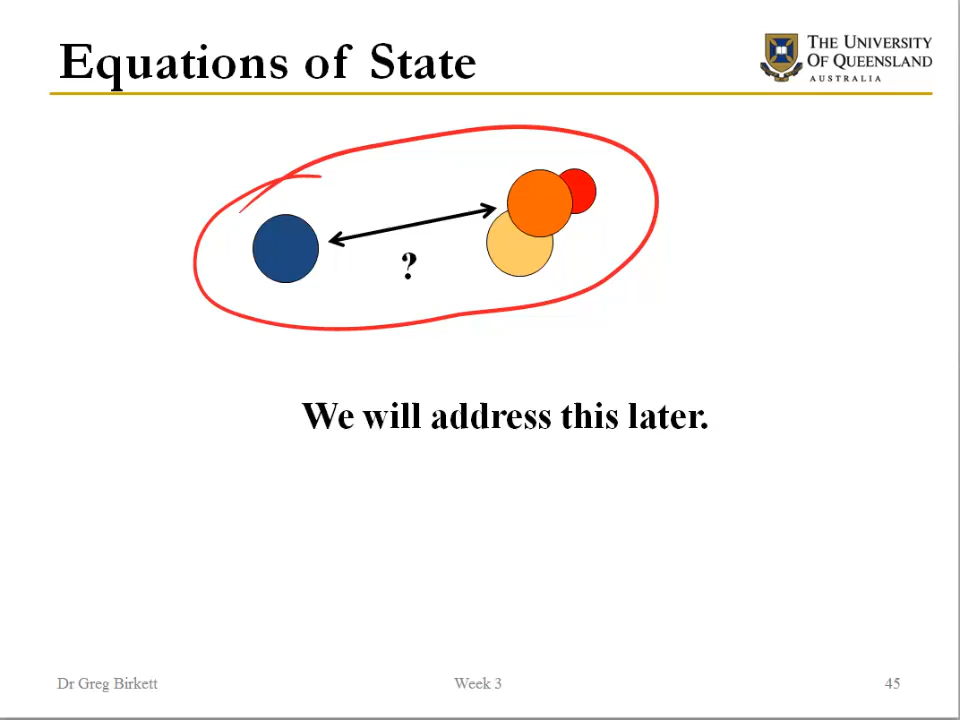 Equations of State
THE UNIVERSITY
OF QUEENSLAND
AUSTRALIA
?
We will address this later.
Dr Greg Birkett
Week 3
45